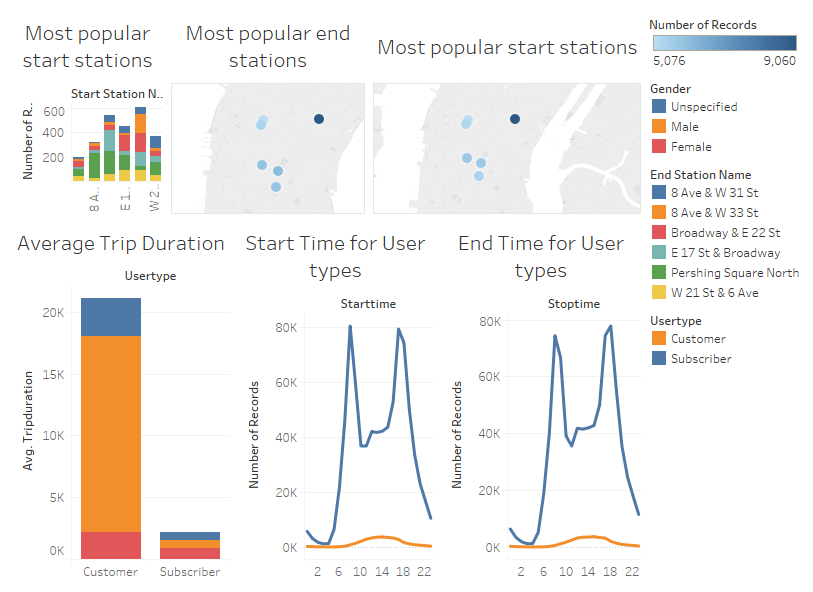 Most popular
start stations
Most popular end
stations
Most popular start stations
Number of Records
5,076
9,060
Start Station N..
Number of R..
600
400
200
8 A..
E 1..
W 2..
Gender
Unspecified
Male
Female
End Station Name
8 Ave & W 31 St
8 Ave & W 33 St
Broadway & E 22 St
E 17 St & Broadway
Pershing Square North
W 21 St & 6 Ave
Usertype
Customer
Subscriber
Average Trip Duration
Usertype
Avg. Tripduration
20K
15K
10K
5K
0K
Customer
Subscriber
Start Time for User
types
Starttime
Number of Records
80K
60K
40K
20K
0K
2 6 10 14 18 22
End Time for User
types
Stoptime
Number of Records
80K
60K
40K
20K
0K
2 6 10 14 18 22